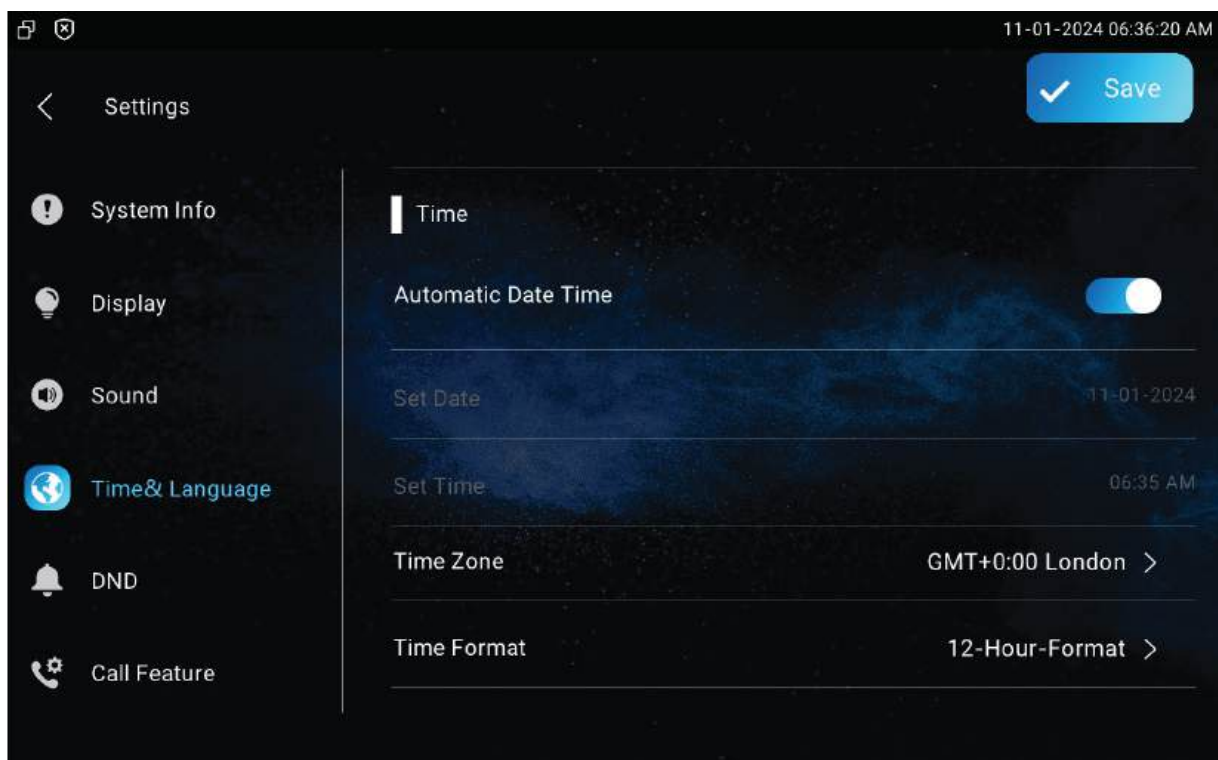 11-01-2024 06:36:20 AM
Settings
Save
System Info
Display
Sound
Time& Language
DND
Call Feature
Time
Automatic Date Time
Set Date 11-01-2024
Set Time 06:35 AM
Time Zone GMT+0:00 London >
Time Format 12-Hour-Format >